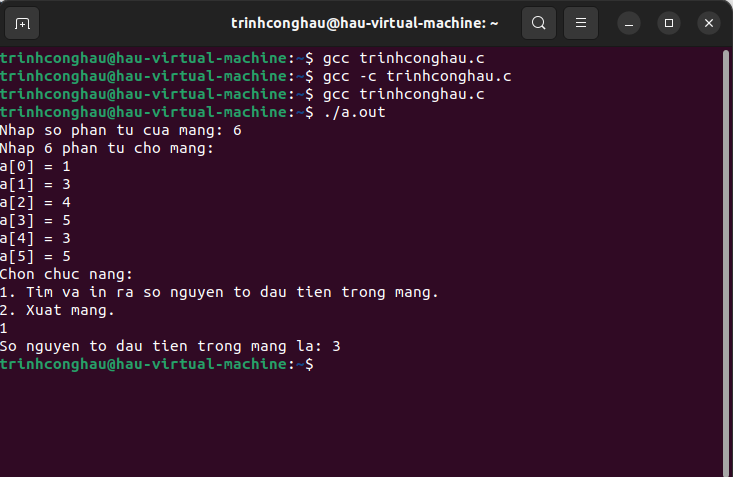 trinhconghau@hau-virtual-machine: ~
trinhconghau@hau-virtual-machine:~$ gcc trinhconghau.c
trinhconghau@hau-virtual-machine:~$ gcc -c trinhconghau.c
trinhconghau@hau-virtual-machine:~$ gcc trinhconghau.c
trinhconghau@hau-virtual-machine:~$ ./a.out
Nhap so phan tu cua mang: 6
Nhap 6 phan tu cho mang:
a[0] = 1
a[1] = 3
a[2] = 4
a[3] = 5
a[4] = 3
a[5] = 5
Chon chuc nang:
1. Tim va in ra so nguyen to dau tien trong mang.
2. Xuat mang.
1
So nguyen to dau tien trong mang la: 3
trinhconghau@hau-virtual-machine:~$